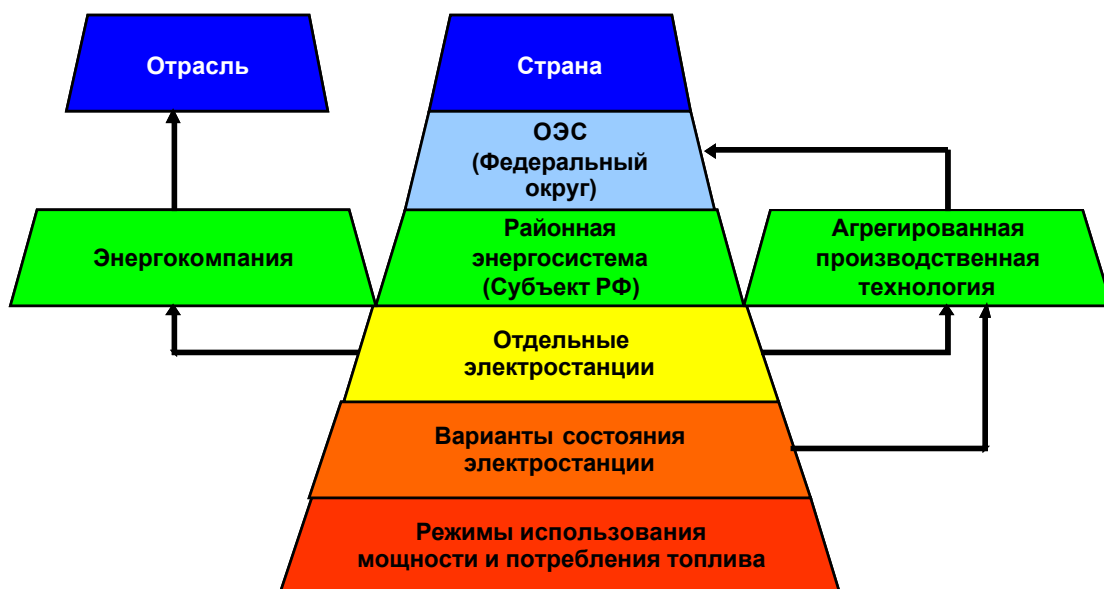 Отрасль
Страна
ОЭС
(Федеральный
округ)
Энергокомпания
Районная
энергосистема
(Субъект РФ)
Агрегированная
производственная
технология
Отдельные
электростанции
Варианты состояния
электростанции
Режимы использования
мощности и потребления топлива